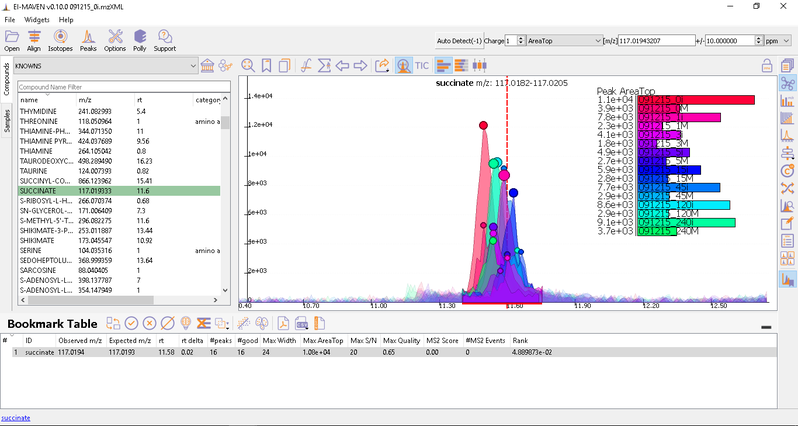 EI-MAVEN v0.10.0 091215_0i.mzXML
File Widgets Help
Open Align Isotopes Peaks Options Polly Support
Auto Detect(-1) Charge 1 AreaTop [m/z] 117.01943207 +/- 10.000000 ppm
Compounds
Samples
KNOWNS
TIC
Compound Name Filter
name m/z rt category
THYMIDINE 241.082993 5.4
THREONINE 118.050964 1 amino a
THIAMINE-PH... 344.071350 11
THIAMINE PYR... 424.037689 9.56
THIAMINE 264.105042 0.8
TAURODEOXYC... 498.289490 16.23
TAURINE 124.007393 0.82
SUCCINYL-CO... 866.123962 15.41
SUCCINATE 117.019333 11.6
S-RIBOSYL-L-H... 266.070374 0.68
SN-GLYCEROL-... 171.006409 7.3
S-METHYL-5'-T... 296.082275 11.6
SHIKIMATE-3-P... 253.011887 13.44
SHIKIMATE 173.045547 10.92
SERINE 104.035316 1 amino a
SEDOHEPTOLU... 368.999359 13.64
SARCOSINE 88.040405 1
S-ADENOSYL-L... 398.137787 7
S-ADENOSYL-L... 354.147949 1
succinate m/z: 117.0182-117.0205
1.4e+04
1.2e+04
1e+04
8e+03
6e+03
4e+03
2e+03
0.40 10.70 11.00 11.30 11.60 12.20 12.50
Peak AreaTop
1.1e+04 091215_0i
3.9e+03 091215_0M
7.8e+03 091215_1i
2.3e+03 091215_1M
4.1e+03 091215_3i
1.8e+03 091215_3M
4.9e+03 091215_5i
2.7e+03 091215_5M
5.9e+03 091215_15i
2.8e+03 091215_15M
7.7e+03 091215_45i
2.9e+03 091215_45M
8.6e+03 091215_120i
2.9e+03 091215_120M
9.1e+03 091215_240i
3.7e+03 091215_240M
Bookmark Table
# ID Observed m/z Expected m/z rt rt delta #peaks #good Max Width Max AreaTop Max S/N Max Quality MS2 Score #MS2 Events Rank
1 succinate 117.0194 117.0193 11.58 0.02 16 16 24 1.08e+04 20 0.65 0.00 0 4.889873e-02
succinate